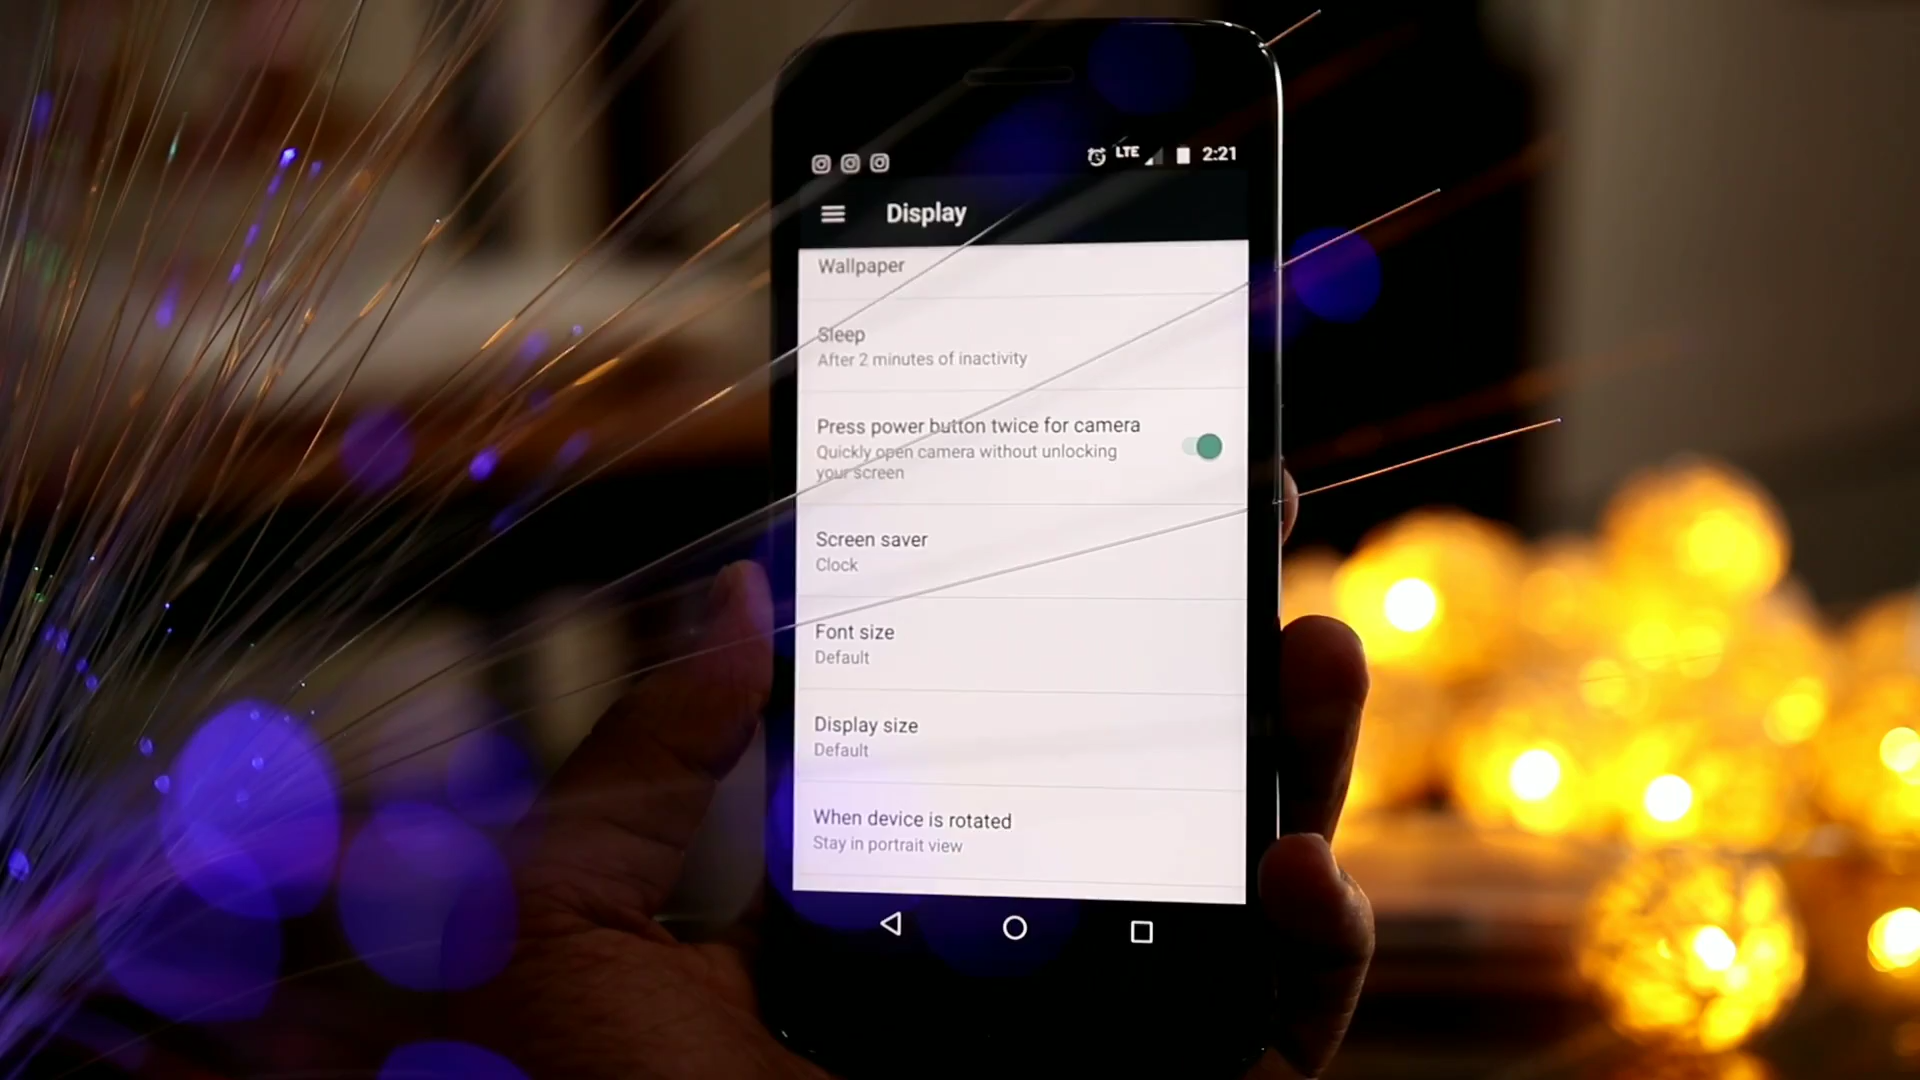 LTE 2:21
Display
Wallpaper
Sleep
After 2 minutes of inactivity
Press power button twice for camera
Quickly open camera without unlocking
your screen
Screen saver
Clock
Font size
Default
Display size
Default
When device is rotated
Stay in portrait view